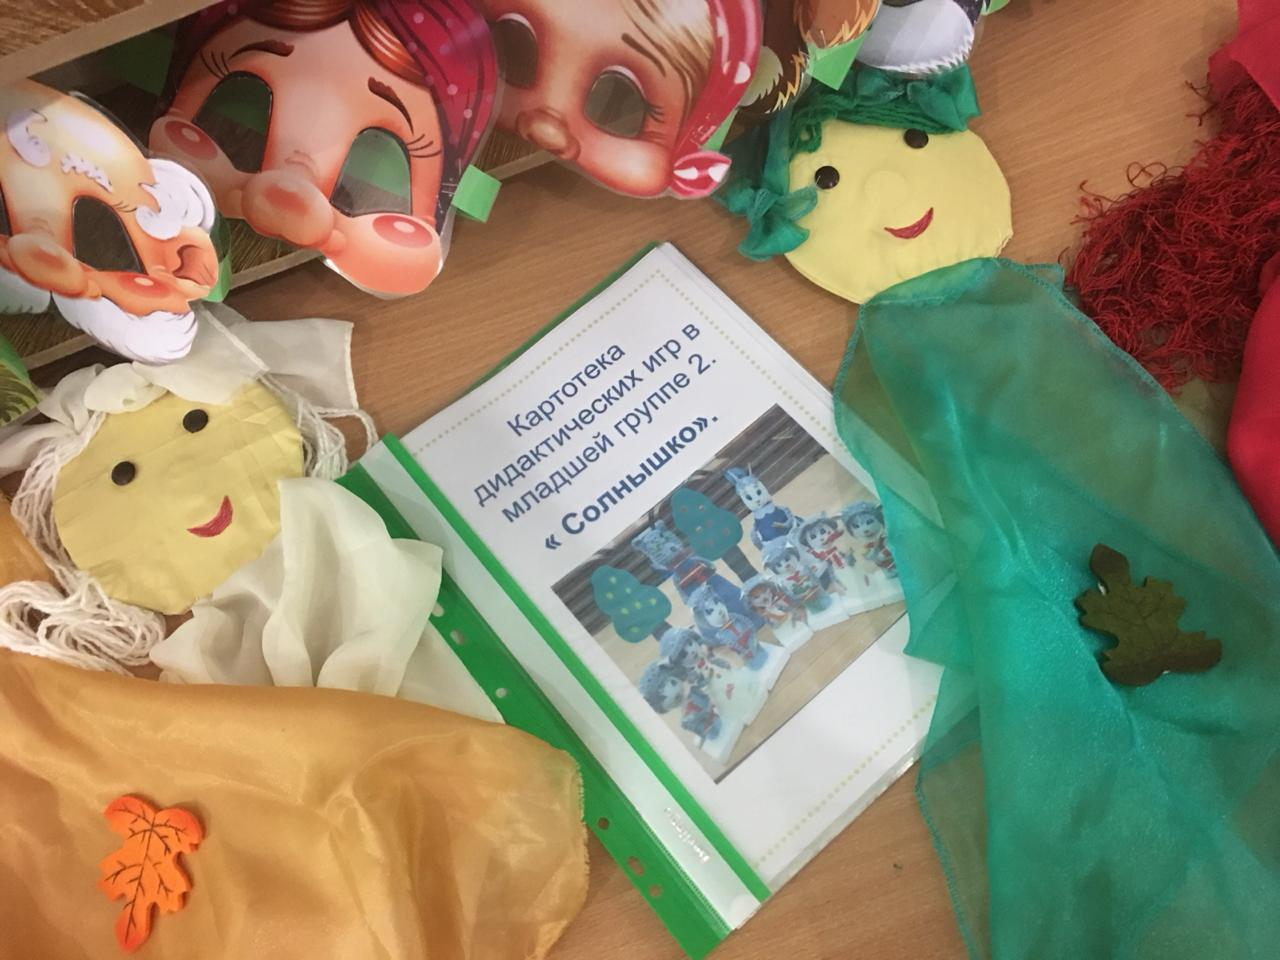 Картотека
дидактических игр в
младшей группе 2.
« Солнышко».